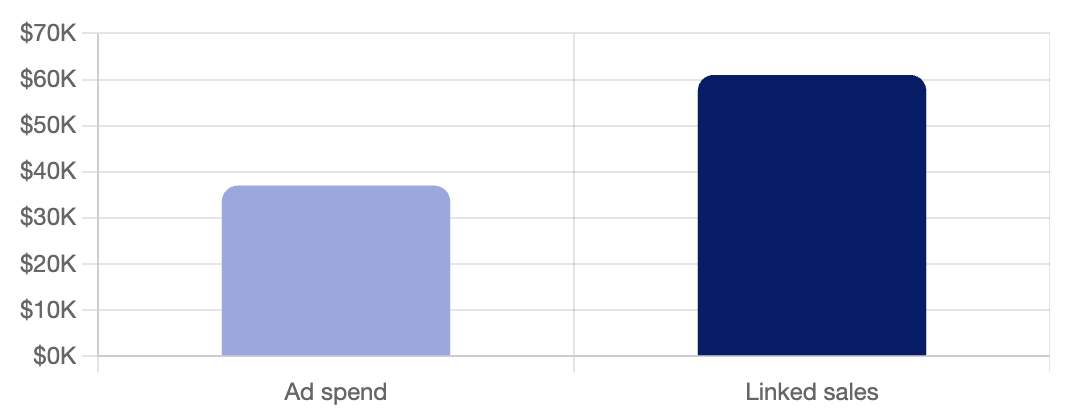 $70K
$60K
$50K
$40K
$30K
$20K
$10K
$0K
Ad spend
Linked sales